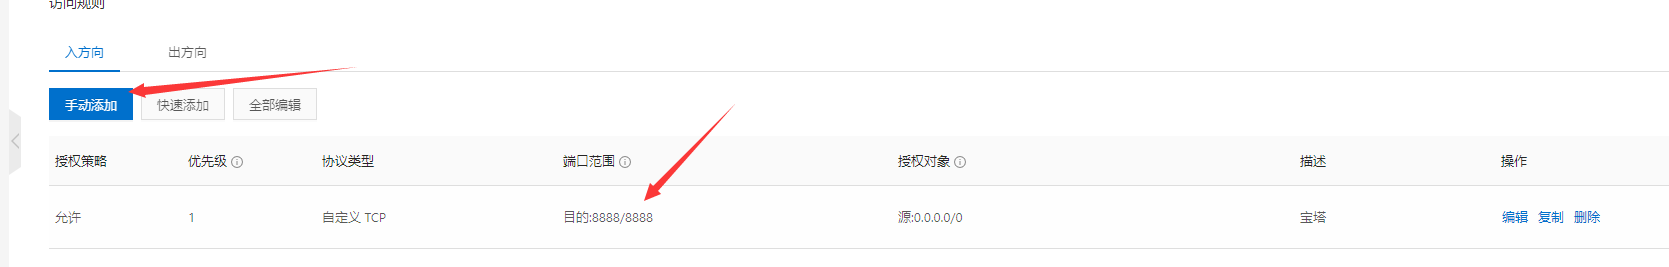 访问规则
入方向 出方向
手动添加 快速添加 全部编辑
授权策略 优先级 协议类型 端口范围 授权对象 描述 操作
允许 1 自定义 TCP 目的:8888/8888 源:0.0.0.0/0 宝塔 编辑 复制 删除